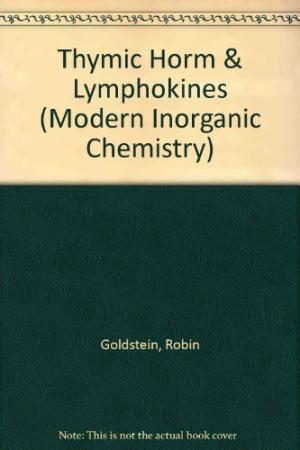 Thymic Horm &
Lymphokines
(Modern Inorganic
Chemistry)
Goldstein, Robin
Note: This is not the actual book cover